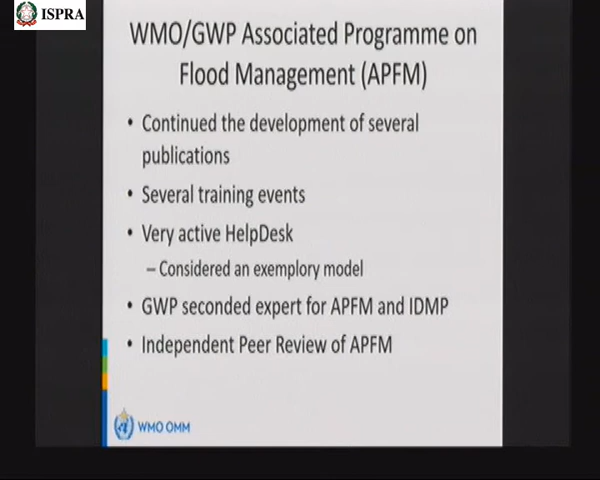 ISPRA
WMO/GWP Associated Programme on
Flood Management (APFM)
• Continued the development of several
publications
• Several training events
• Very active HelpDesk
– Considered an exemplory model
• GWP seconded expert for APFM and IDMP
• Independent Peer Review of APFM
WMO OMM